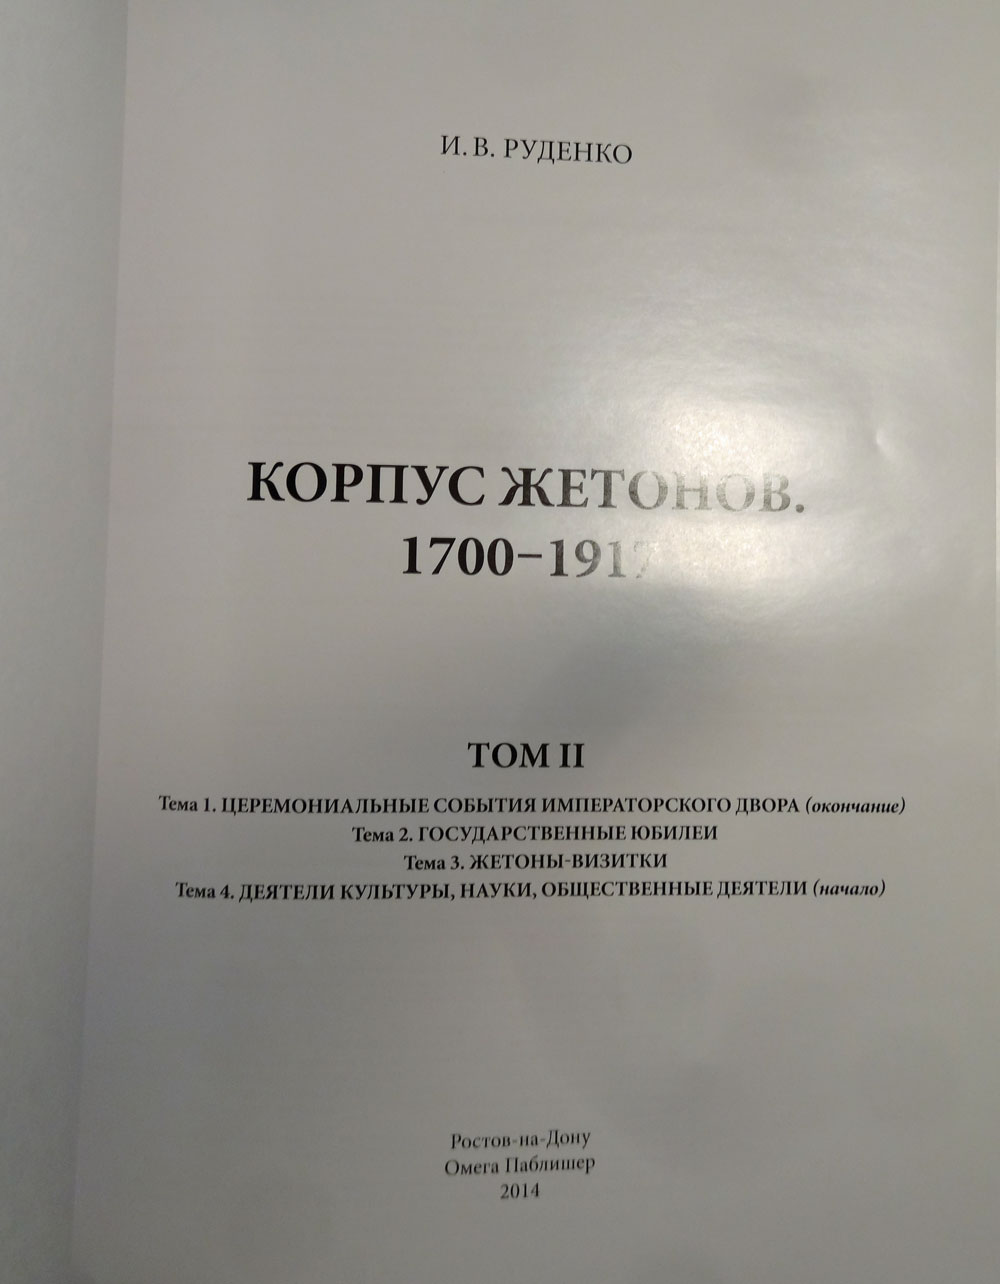 И. В. РУДЕНКО
КОРПУС ЖЕТОНОВ.
1700–1917
ТОМ II
Тема 1. ЦЕРЕМОНИАЛЬНЫЕ СОБЫТИЯ ИМПЕРАТОРСКОГО ДВОРА (окончание)
Тема 2. ГОСУДАРСТВЕННЫЕ ЮБИЛЕИ
Тема 3. ЖЕТОНЫ-ВИЗИТКИ
Тема 4. ДЕЯТЕЛИ КУЛЬТУРЫ, НАУКИ, ОБЩЕСТВЕННЫЕ ДЕЯТЕЛИ (начало)
Ростов-на-Дону
Омега Паблишер
2014